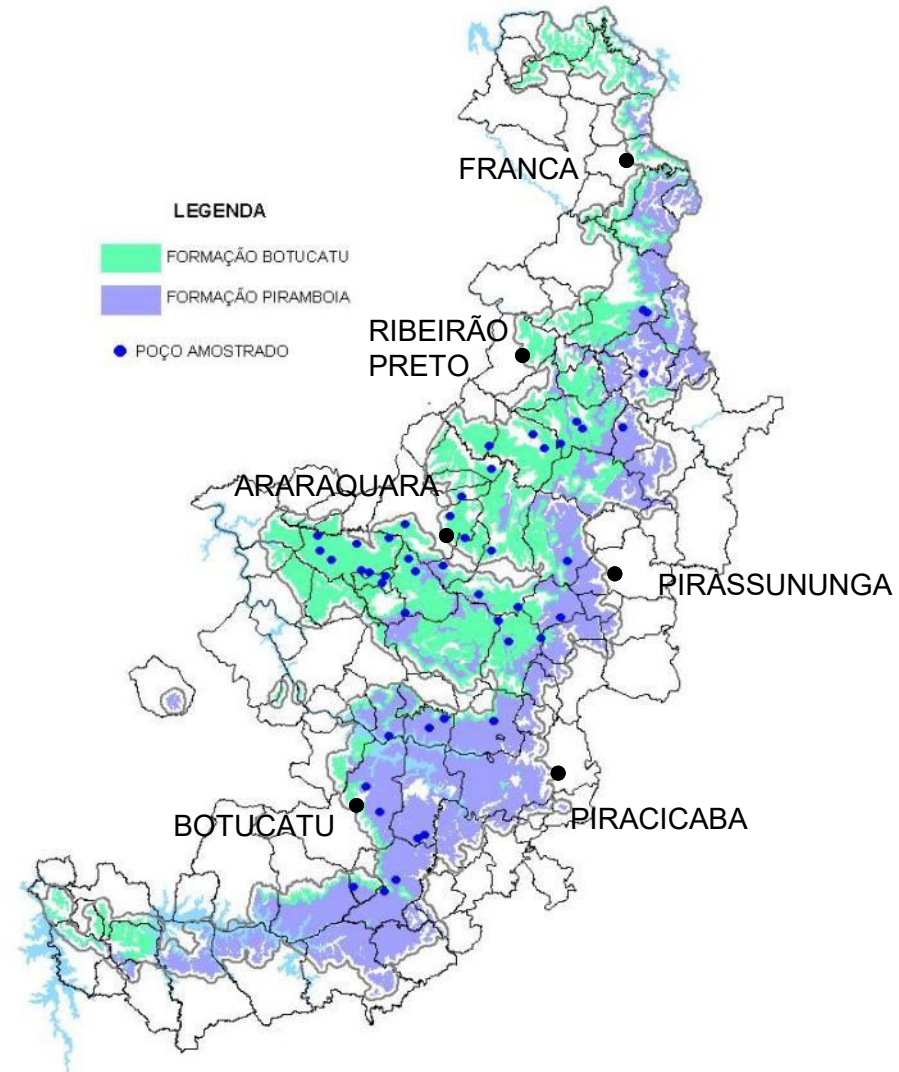 FRANCA
LEGENDA
FORMAÇÃO BOTUCATU
FORMAÇÃO PIRAMBOIA
POÇO AMOSTRADO
RIBEIRÃO
PRETO
ARARAQUARA
PIRASSUNUNGA
BOTUCATU
PIRACICABA